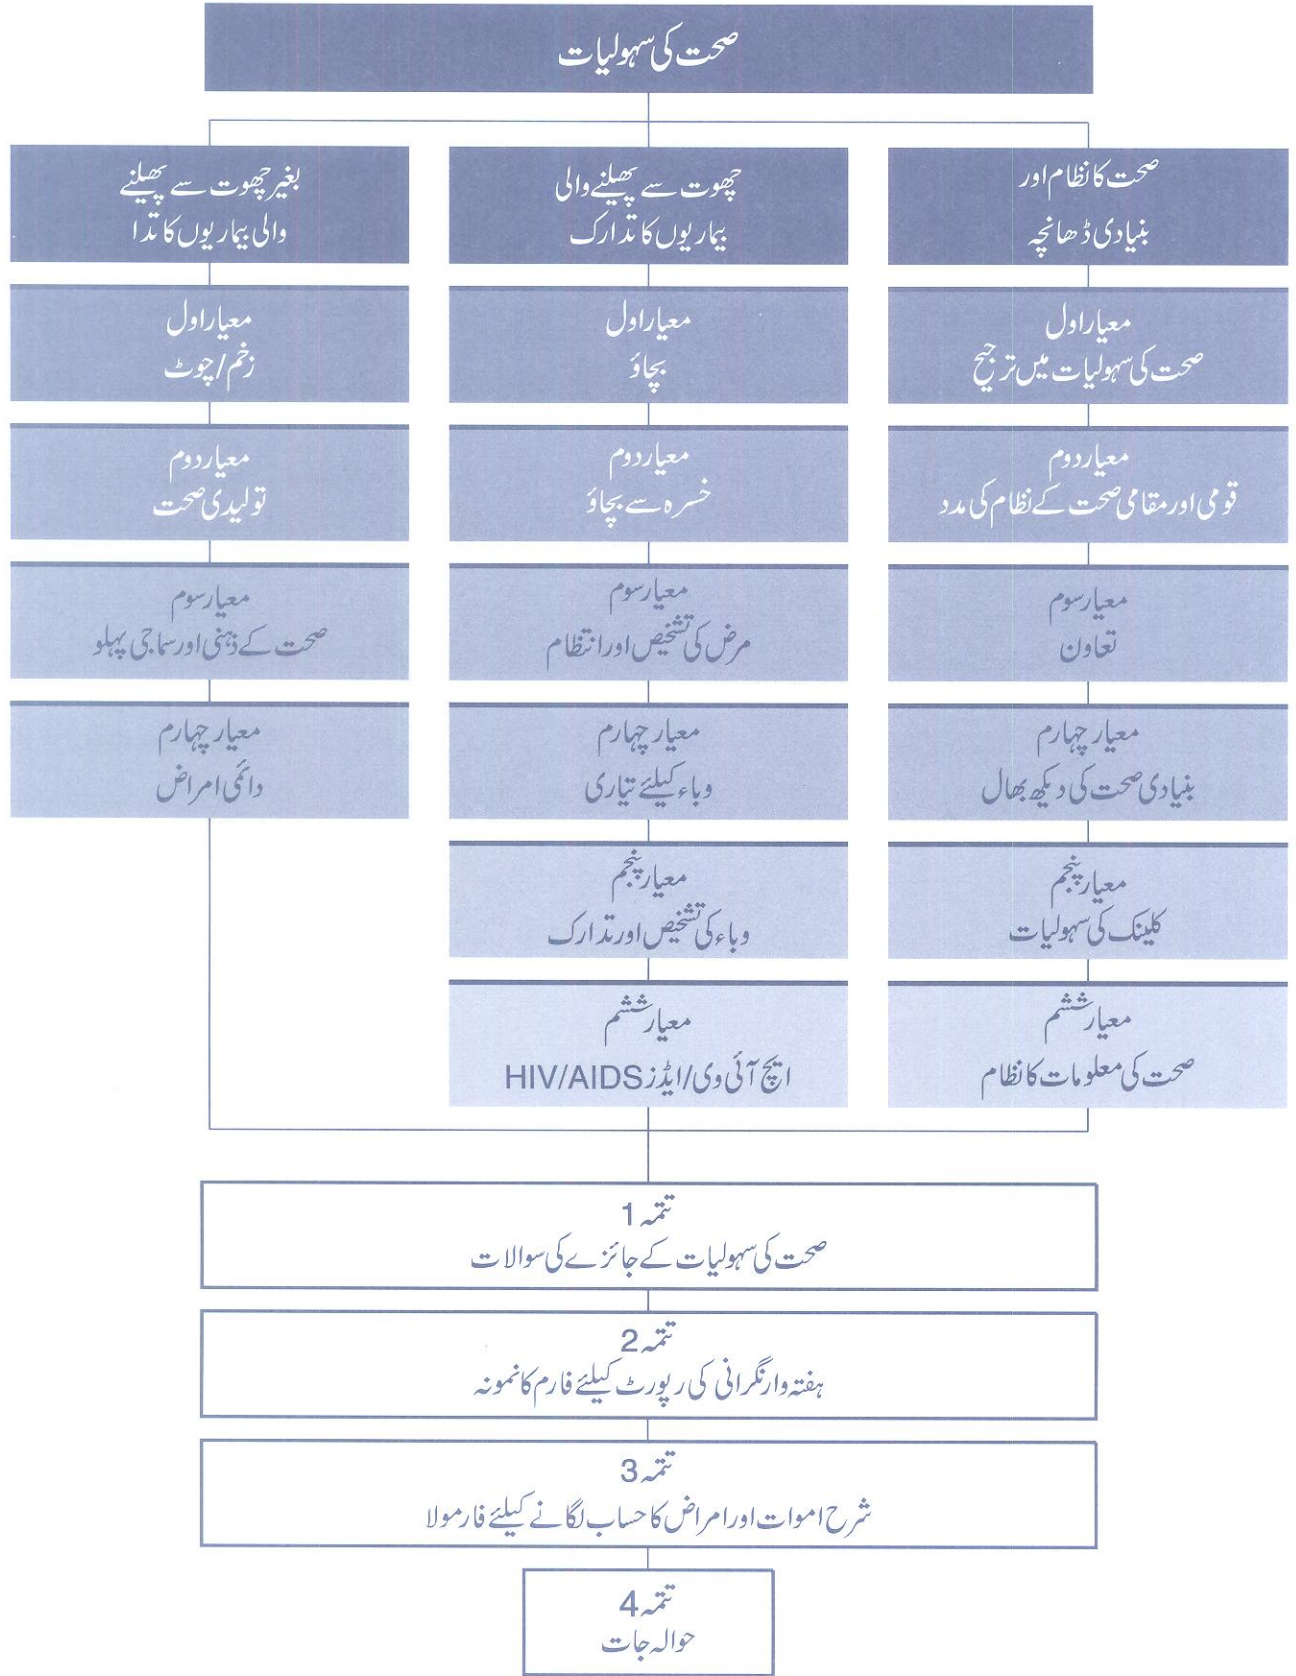 صحت کی سہولیات
صحت کا نظام اور
بنیادی ڈھانچہ
معیار اول
صحت کی سہولیات میں ترجیح
معیار دوم
قومی اور مقامی صحت کے نظام کی مدد
معیار سوم
تعاون
معیار چہارم
بنیادی صحت کی دیکھ بھال
معیار پنجم
کلینک کی سہولیات
معیار ششم
صحت کی معلومات کا نظام
چھوت سے پھیلنے والی
بیماریوں کا تدارک
معیار اول
بچاؤ
معیار دوم
خسرہ سے بچاؤ
معیار سوم
مرض کی تشخیص اور انتظام
معیار چہارم
وباء کیلئے تیاری
معیار پنجم
وباء کی تشخیص اور تدارک
معیار ششم
ایچ آئی وی/ایڈز HIV/AIDS
بغیر چھوت سے پھیلنے
والی بیماریوں کا تدا
معیار اول
زخم/چوٹ
معیار دوم
تولیدی صحت
معیار سوم
صحت کے ذہنی اور سماجی پہلو
معیار چہارم
دائمی امراض
تتمہ 1
صحت کی سہولیات کے جائزے کی سوالات
تتمہ 2
ہفتہ وار نگرانی کی رپورٹ کیلئے فارم کا نمونہ
تتمہ 3
شرح اموات اور امراض کا حساب لگانے کیلئے فارمولا
تتمہ 4
حوالہ جات